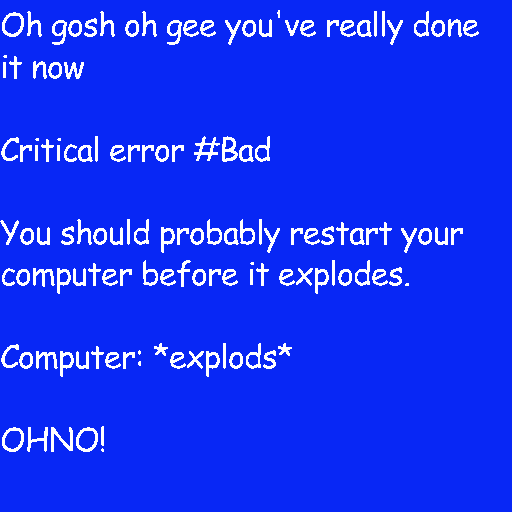 Oh gosh oh gee you've really done
it now
Critical error #Bad
You should probably restart your
computer before it explodes.
Computer: *explods*
OHNO!